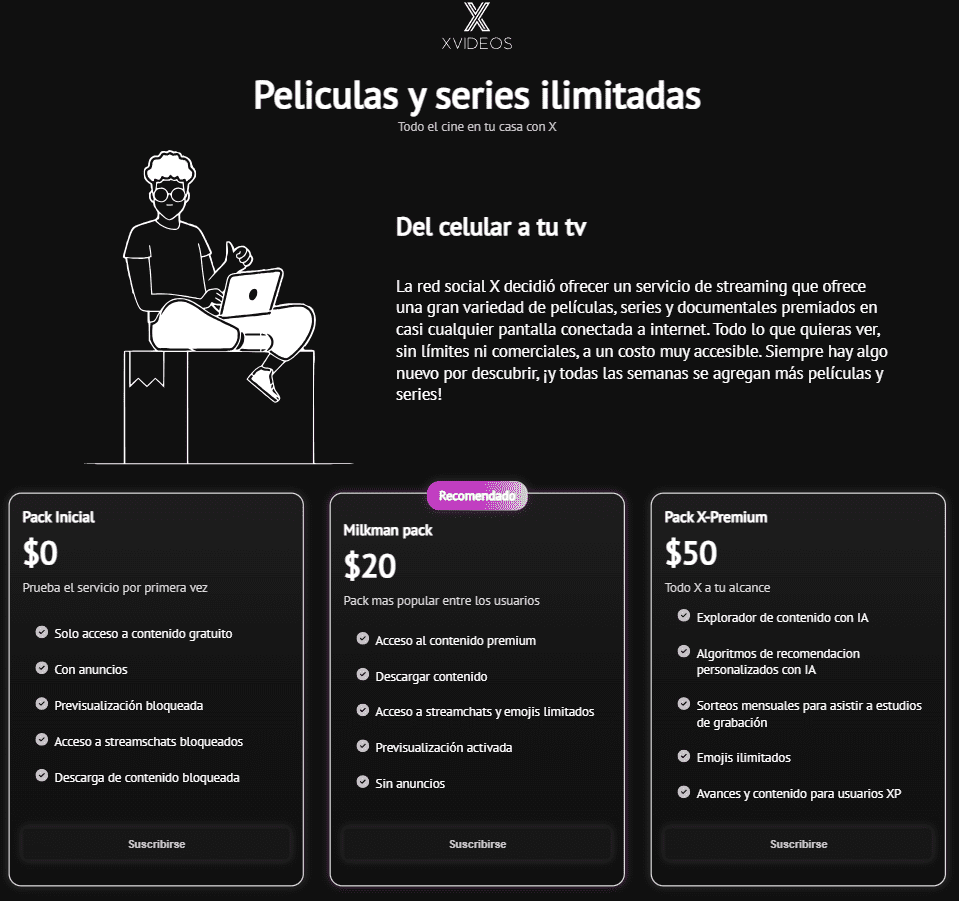 XVIDEOS
Peliculas y series ilimitadas
Todo el cine en tu casa con X
Del celular a tu tv
La red social X decidió ofrecer un servicio de streaming que ofrece
una gran variedad de películas, series y documentales premiados en
casi cualquier pantalla conectada a internet. Todo lo que quieras ver,
sin límites ni comerciales, a un costo muy accesible. Siempre hay algo
nuevo por descubrir, ¡y todas las semanas se agregan más películas y
series!
Pack Inicial
$0
Prueba el servicio por primera vez
Solo acceso a contenido gratuito
Con anuncios
Previsualización bloqueada
Acceso a streamschats bloqueados
Descarga de contenido bloqueada
Suscribirse
Recomendado
Milkman pack
$20
Pack mas popular entre los usuarios
Acceso al contenido premium
Descargar contenido
Acceso a streamchats y emojis limitados
Previsualización activada
Sin anuncios
Suscribirse
Pack X-Premium
$50
Todo X a tu alcance
Explorador de contenido con IA
Algoritmos de recomendacion
personalizados con IA
Sorteos mensuales para asistir a estudios
de grabación
Emojis ilimitados
Avances y contenido para usuarios XP
Suscribirse